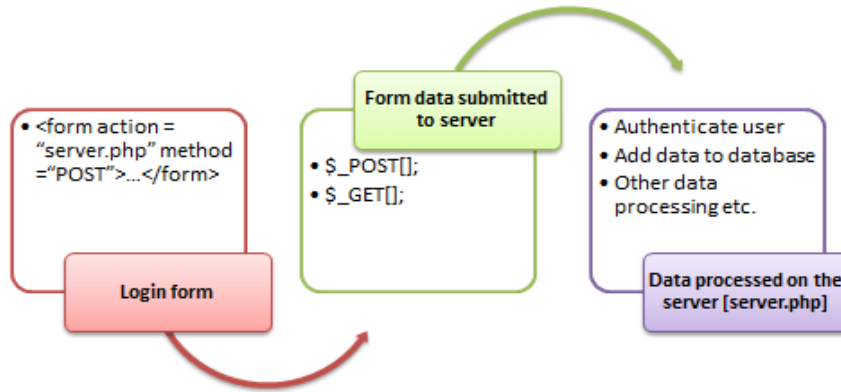 • <form action =
“server.php” method
=“POST”>...</form>
Login form
Form data submitted
to server
• $_POST[];
• $_GET[];
• Authenticate user
• Add data to database
• Other data
processing etc.
Data processed on the
server [server.php]